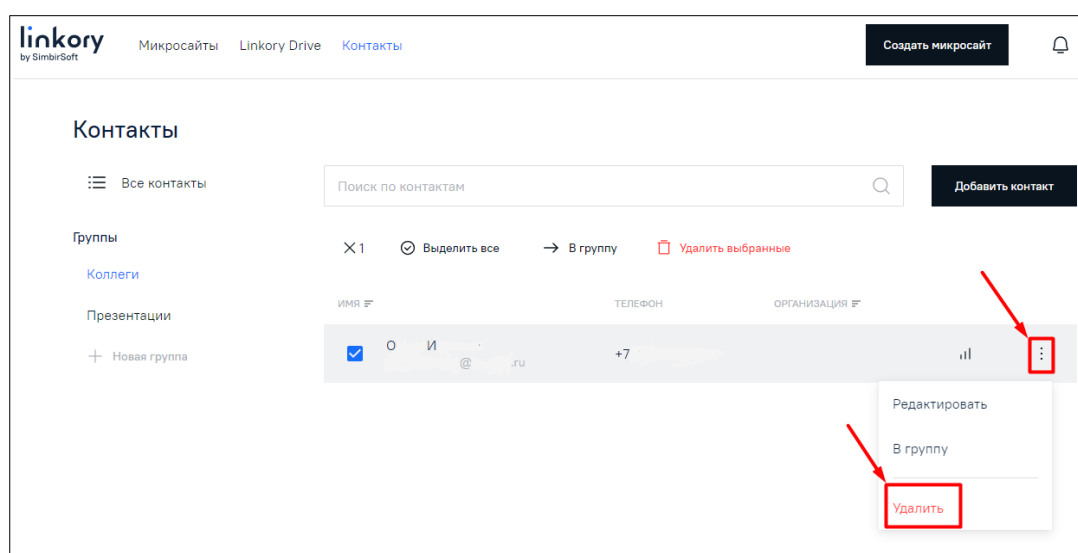 linkory
by SimbirSoft
Микросайты Linkory Drive Контакты
Создать микросайт
Контакты
Все контакты
Поиск по контактам
Добавить контакт
Группы
1 Выделить все В группу Удалить выбранные
Коллеги
ИМЯ ТЕЛЕФОН ОРГАНИЗАЦИЯ
Презентации
О И
+7
Новая группа
@ .ru
Редактировать
В группу
Удалить